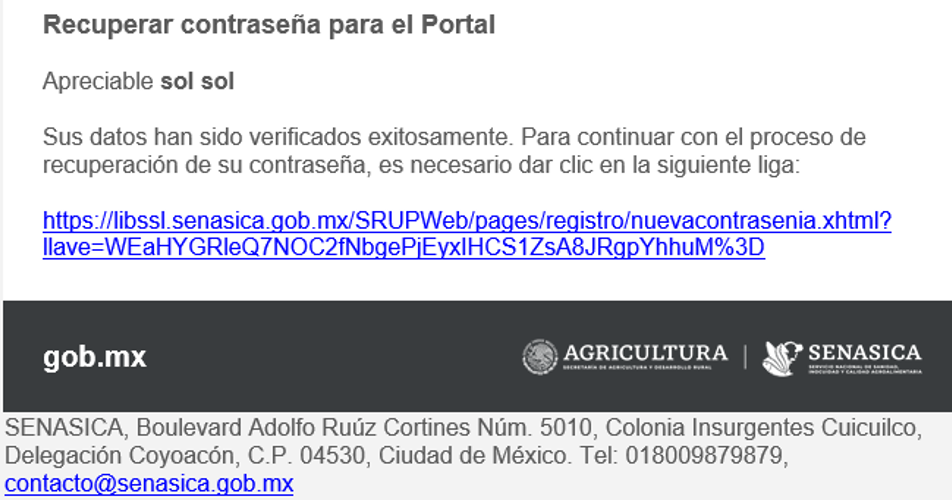 Recuperar contraseña para el Portal
Apreciable sol sol
Sus datos han sido verificados exitosamente. Para continuar con el proceso de
recuperación de su contraseña, es necesario dar clic en la siguiente liga:
https://libssl.senasica.gob.mx/SRUPWeb/pages/registro/nuevacontrasenia.xhtml?
llave=WEaHYGRleQ7NOC2fNbgePjEyxIHCS1ZsA8JRgpYhhuM%3D
gob.mx
AGRICULTURA
SECRETARÍA DE AGRICULTURA Y DESARROLLO RURAL
SENASICA
SERVICIO NACIONAL DE SANIDAD,
INOCUIDAD Y CALIDAD AGROALIMENTARIA
SENASICA, Boulevard Adolfo Ruúz Cortines Núm. 5010, Colonia Insurgentes Cuicuilco,
Delegación Coyoacón, C.P. 04530, Ciudad de México. Tel: 018009879879,
contacto@senasica.gob.mx